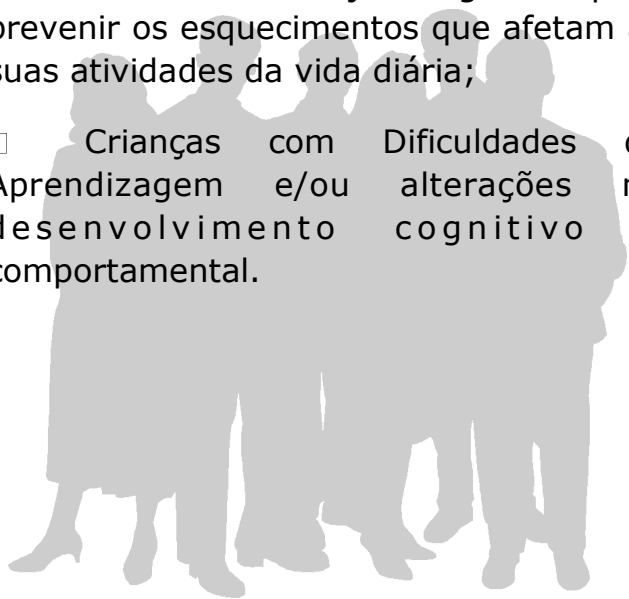 prevenir os esquecimentos que afetam
suas atividades da vida diária;
Crianças com Dificuldades
Aprendizagem e/ou alterações
desenvolvimento cognitivo
comportamental.